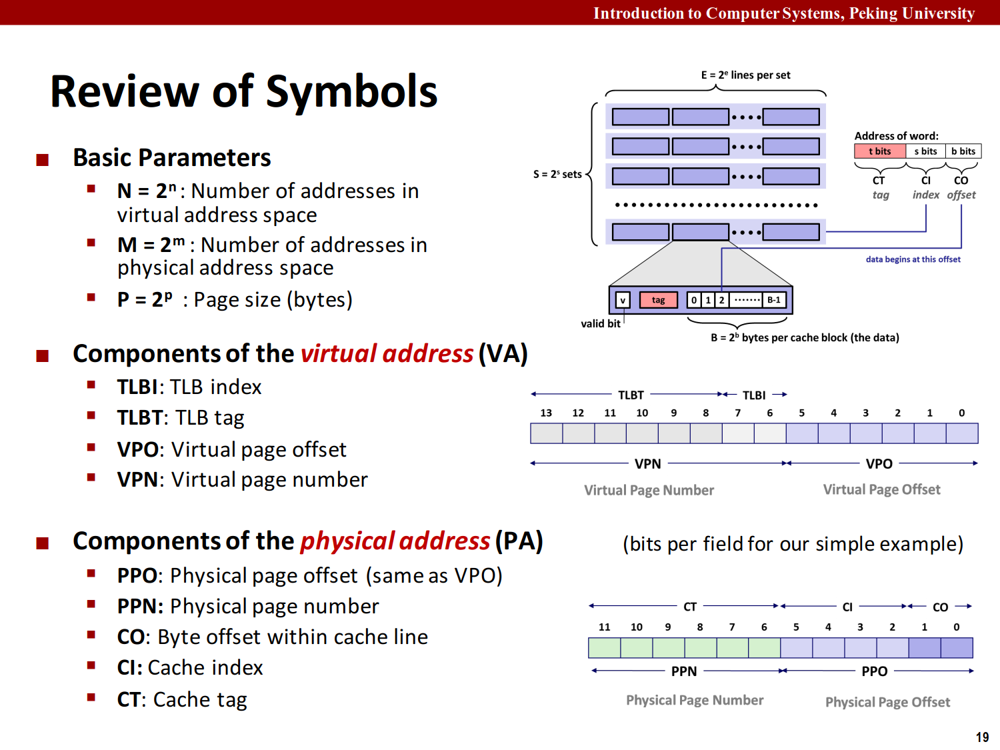 Introduction to Computer Systems, Peking University
Review of Symbols
Basic Parameters
N = 2ⁿ : Number of addresses in
virtual address space
M = 2ᵐ : Number of addresses in
physical address space
P = 2ᵖ : Page size (bytes)
Components of the virtual address (VA)
TLBI: TLB index
TLBT: TLB tag
VPO: Virtual page offset
VPN: Virtual page number
Components of the physical address (PA)
PPO: Physical page offset (same as VPO)
PPN: Physical page number
CO: Byte offset within cache line
CI: Cache index
CT: Cache tag
E = 2ᵉ lines per set
S = 2ˢ sets
Address of word:
t bits s bits b bits
CT CI CO
tag index offset
data begins at this offset
v tag 0 1 2 ······· B-1
valid bit
B = 2ᵇ bytes per cache block (the data)
TLBT TLBI
13 12 11 10 9 8 7 6 5 4 3 2 1 0
VPN VPO
Virtual Page Number Virtual Page Offset
(bits per field for our simple example)
CT CI CO
11 10 9 8 7 6 5 4 3 2 1 0
PPN PPO
Physical Page Number Physical Page Offset
19